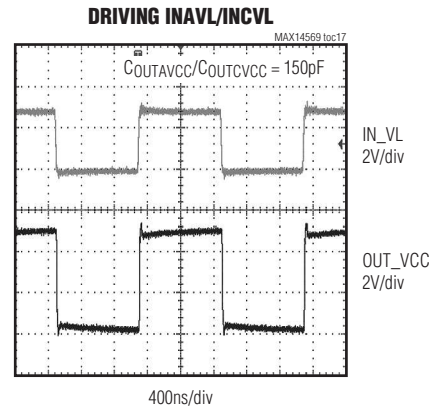 DRIVING INAVL/INCVL
MAX14569 toc17
COUTAVCC/COUTCVCC = 150pF
IN_VL
2V/div
OUT_VCC
2V/div
400ns/div